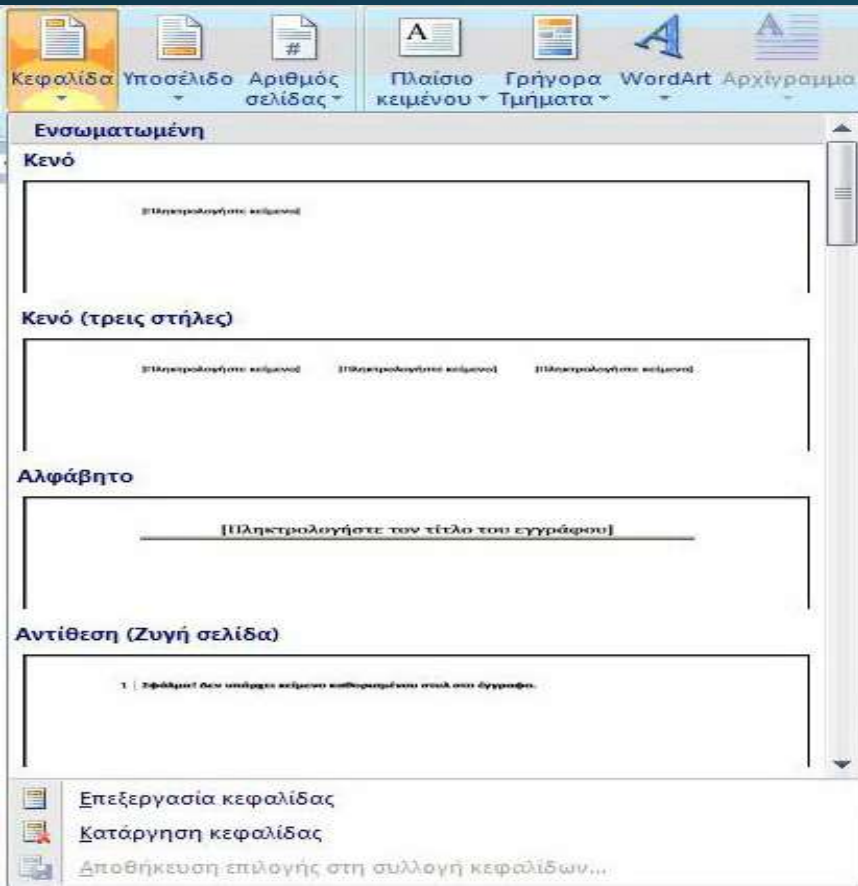 Κεφαλίδα Υποσέλιδο Αριθμός σελίδας Πλαίσιο κειμένου Γρήγορα Τμήματα WordArt Αρχίγραμμα
Ενσωματωμένη
Κενό
[Πληκτρολογήστε κείμενο]
Κενό (τρεις στήλες)
[Πληκτρολογήστε κείμενο] [Πληκτρολογήστε κείμενο] [Πληκτρολογήστε κείμενο]
Αλφάβητο
[Πληκτρολογήστε τον τίτλο του εγγράφου]
Αντίθεση (Ζυγή σελίδα)
1 Σφάλμα! Δεν υπάρχει κείμενο καθορισμένου στυλ στο έγγραφο.
Επεξεργασία κεφαλίδας
Κατάργηση κεφαλίδας
Αποθήκευση επιλογής στη συλλογή κεφαλίδων...